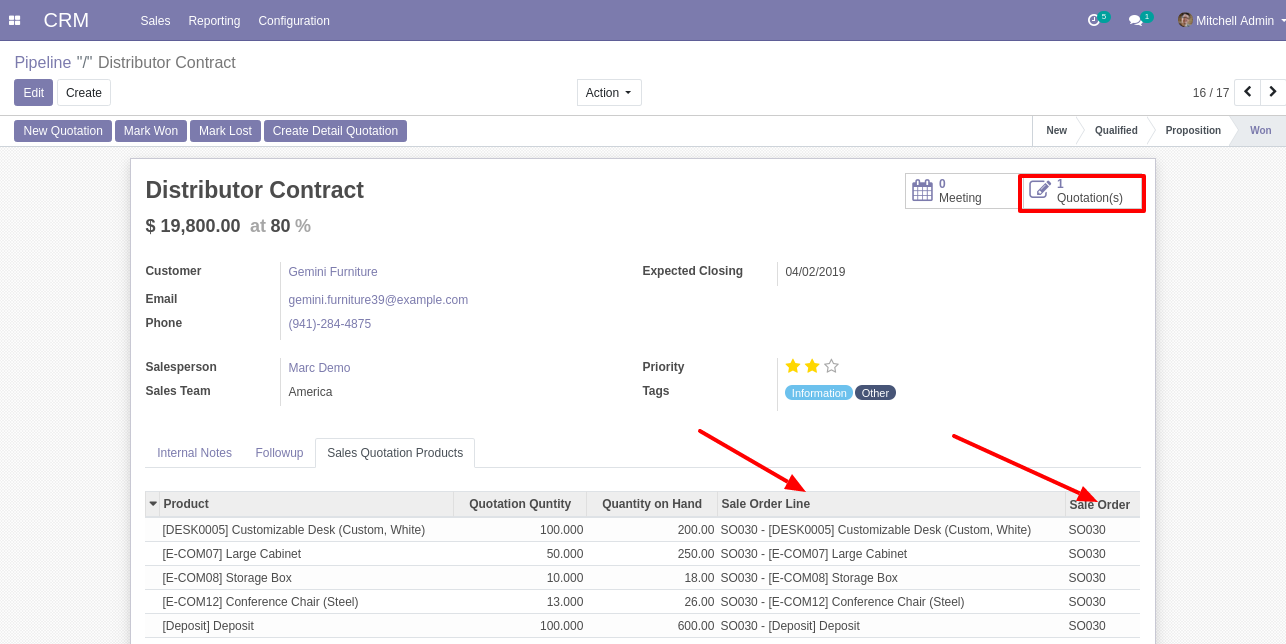 CRM Sales Reporting Configuration 5 1 Mitchell Admin
Pipeline "/" Distributor Contract
Edit Create Action 16 / 17
New Quotation Mark Won Mark Lost Create Detail Quotation New Qualified Proposition Won
Distributor Contract
0 Meeting
1 Quotation(s)
$ 19,800.00 at 80 %
Customer Gemini Furniture Expected Closing 04/02/2019
Email gemini.furniture39@example.com
Phone (941)-284-4875
Salesperson Marc Demo Priority
Sales Team America Tags Information Other
Internal Notes Followup Sales Quotation Products
Product Quotation Quntity Quantity on Hand Sale Order Line Sale Order
[DESK0005] Customizable Desk (Custom, White) 100.000 200.00 SO030 - [DESK0005] Customizable Desk (Custom, White) SO030
[E-COM07] Large Cabinet 50.000 250.00 SO030 - [E-COM07] Large Cabinet SO030
[E-COM08] Storage Box 10.000 18.00 SO030 - [E-COM08] Storage Box SO030
[E-COM12] Conference Chair (Steel) 13.000 26.00 SO030 - [E-COM12] Conference Chair (Steel) SO030
[Deposit] Deposit 100.000 600.00 SO030 - [Deposit] Deposit SO030